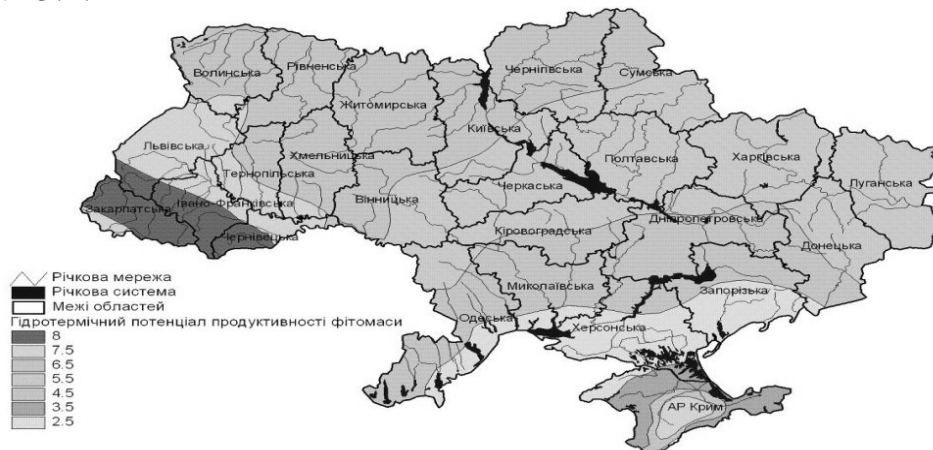 Волинська
Рівненська
Житомирська
Чернігівська
Сумська
Київська
Львівська
Тернопільська
Хмельницька
Вінницька
Черкаська
Полтавська
Харківська
Луганська
Закарпатська
Івано-Франківська
Чернівецька
Кіровоградська
Дніпропетровська
Донецька
Миколаївська
Запорізька
Одеська
Херсонська
АР Крим
Річкова мережа
Річкова система
Межі областей
Гідротермічний потенціал продуктивності фітомаси
8
7.5
6.5
5.5
4.5
3.5
2.5